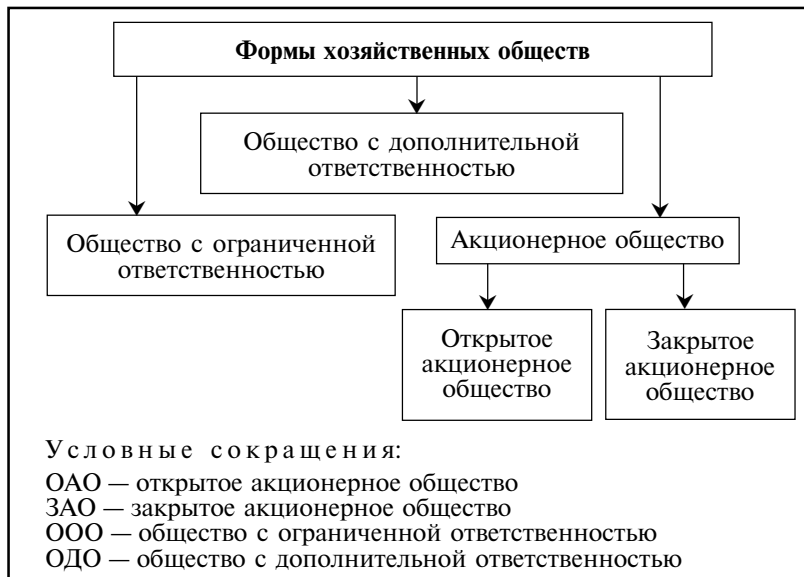 Формы хозяйственных обществ
Общество с дополнительной
ответственностью
Общество с ограниченной
ответственностью
Акционерное общество
Открытое
акционерное
общество
Закрытое
акционерное
общество
Условные сокращения:
ОАО — открытое акционерное общество
ЗАО — закрытое акционерное общество
ООО — общество с ограниченной ответственностью
ОДО — общество с дополнительной ответственностью